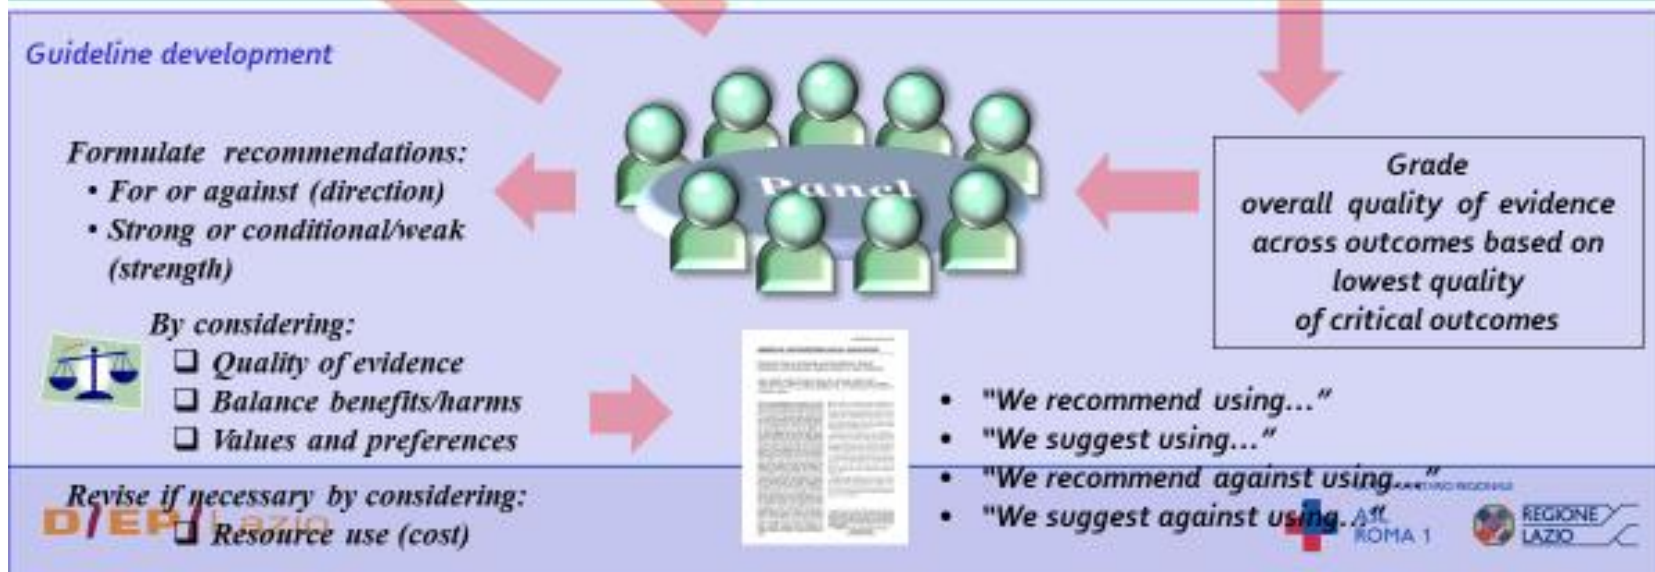 Guideline development
Formulate recommendations:
• For or against (direction)
• Strong or conditional/weak
(strength)
By considering:
❑ Quality of evidence
❑ Balance benefits/harms
❑ Values and preferences
Revise if necessary by considering:
❑ Resource use (cost)
Panel
Grade
overall quality of evidence
across outcomes based on
lowest quality
of critical outcomes
• "We recommend using…”
• "We suggest using…”
• "We recommend against using…”
• "We suggest against using…”
D/EP/Lazio
ASL
ROMA 1
REGIONE
LAZIO